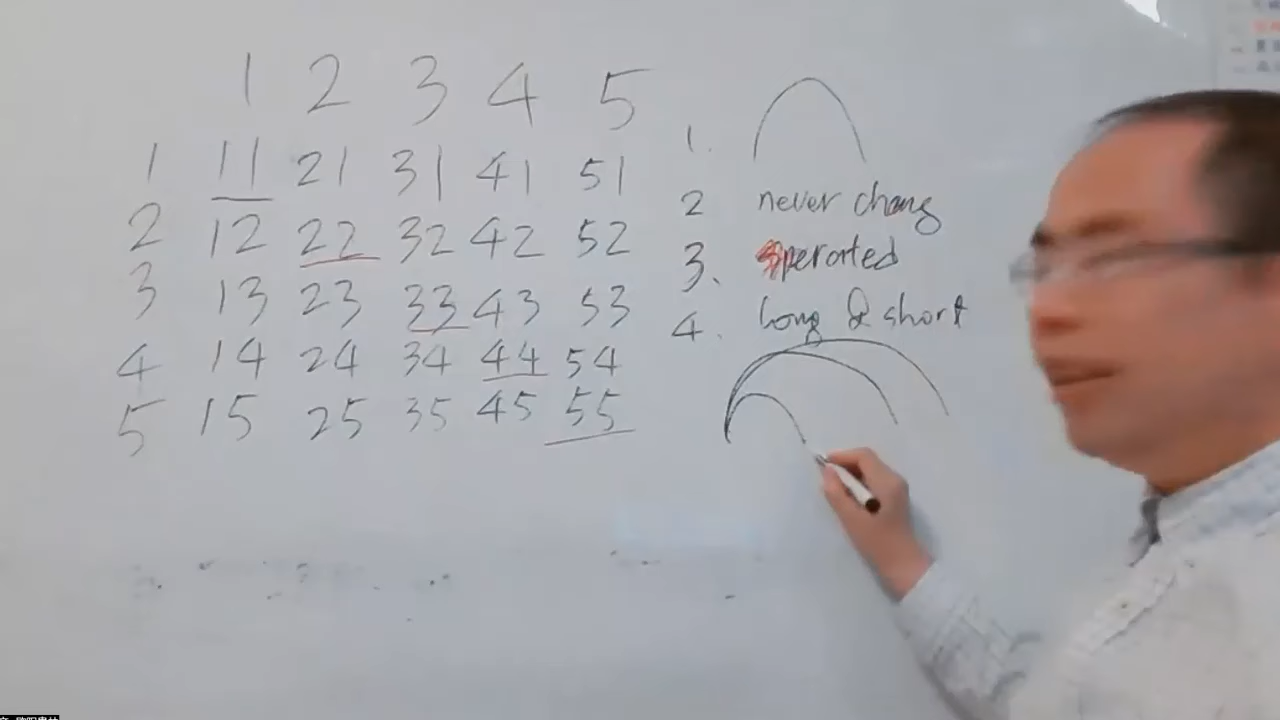 1 2 3 4 5
1 11 21 31 41 51
2 12 22 32 42 52
3 13 23 33 43 53
4 14 24 34 44 54
5 15 25 35 45 55
1.
2 never chang
3. sperated
4. long & short